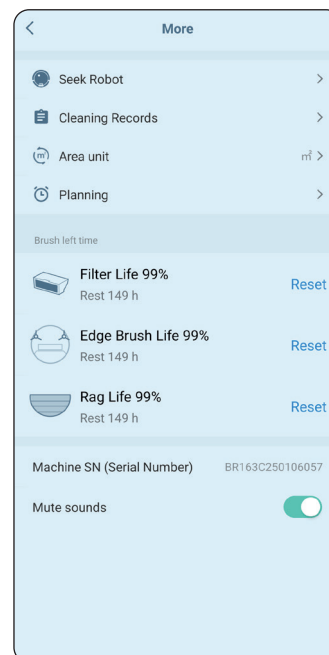 More
Seek Robot
Cleaning Records
Area unit m²
Planning
Brush left time
Filter Life 99%
Rest 149 h
Reset
Edge Brush Life 99%
Rest 149 h
Reset
Rag Life 99%
Rest 149 h
Reset
Machine SN (Serial Number) BR163C250106057
Mute sounds